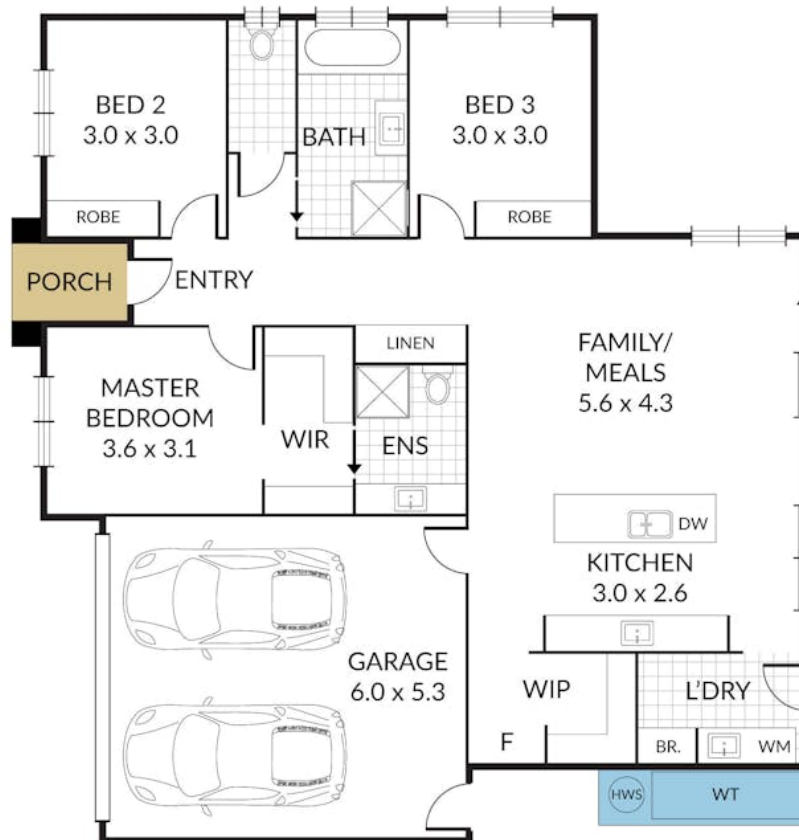 BED 2
3.0 x 3.0
BATH
BED 3
3.0 x 3.0
ROBE
ROBE
PORCH
ENTRY
LINEN
FAMILY/
MEALS
5.6 x 4.3
MASTER
BEDROOM
3.6 x 3.1
WIR
ENS
DW
KITCHEN
3.0 x 2.6
GARAGE
6.0 x 5.3
WIP
L'DRY
F
BR.
WM
HWS
WT